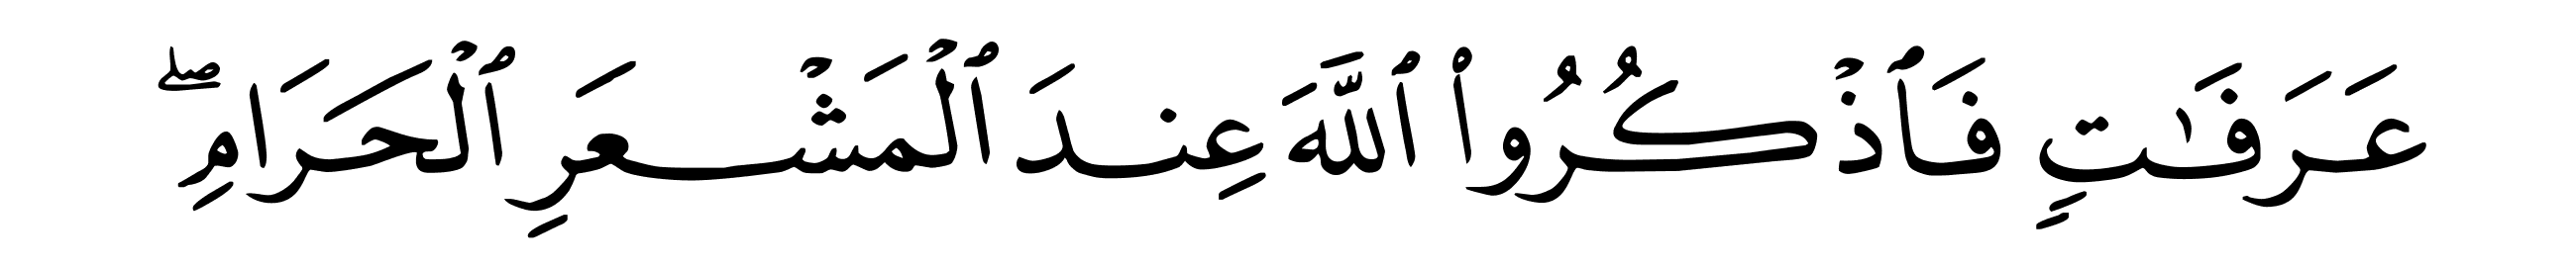 عَرَفَٰتٍ فَٱذْكُرُوا۟ ٱللَّهَ عِندَ ٱلْمَشْعَرِ ٱلْحَرَامِ ۖ